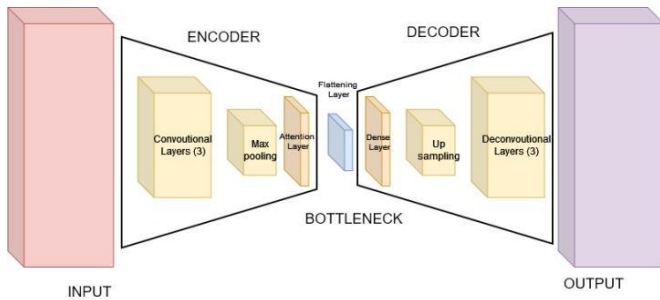 ENCODER
DECODER
Flattening
Layer
Convoutional
Layers (3)
Max
pooling
Attention
Layer
Dense
Layer
Up
sampling
Deconvoutional
Layers (3)
BOTTLENECK
INPUT
OUTPUT